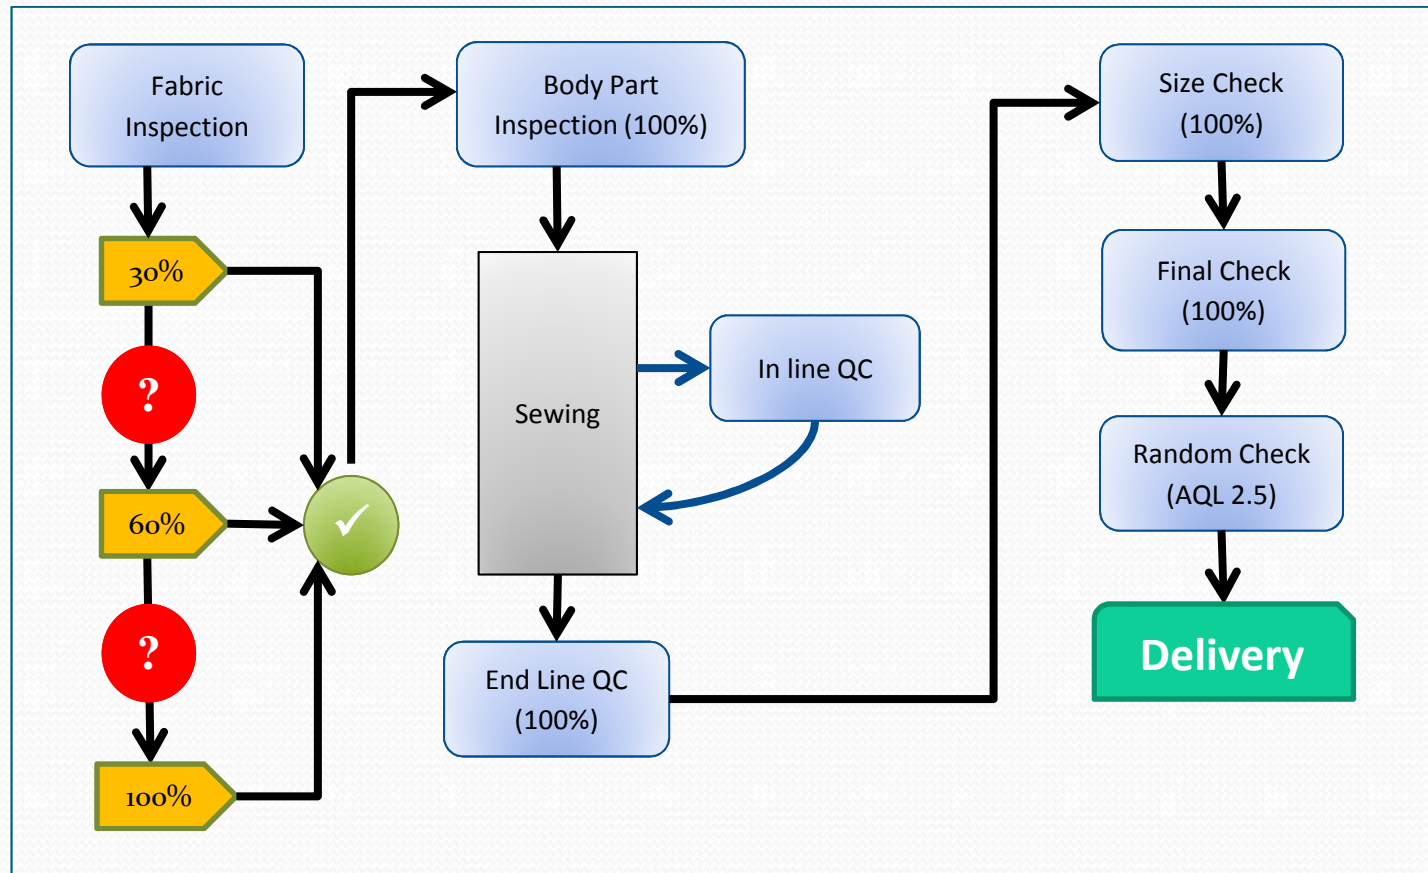 Fabric
Inspection
30%
?
60%
?
100%
✓
Body Part
Inspection (100%)
Sewing
In line QC
End Line QC
(100%)
Size Check
(100%)
Final Check
(100%)
Random Check
(AQL 2.5)
Delivery